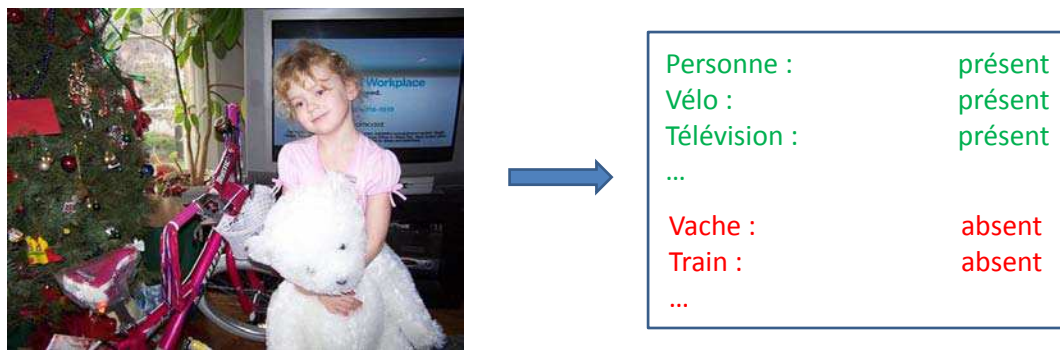 Workplace
Personne : présent
Vélo : présent
Télévision : présent
...
Vache : absent
Train : absent
...